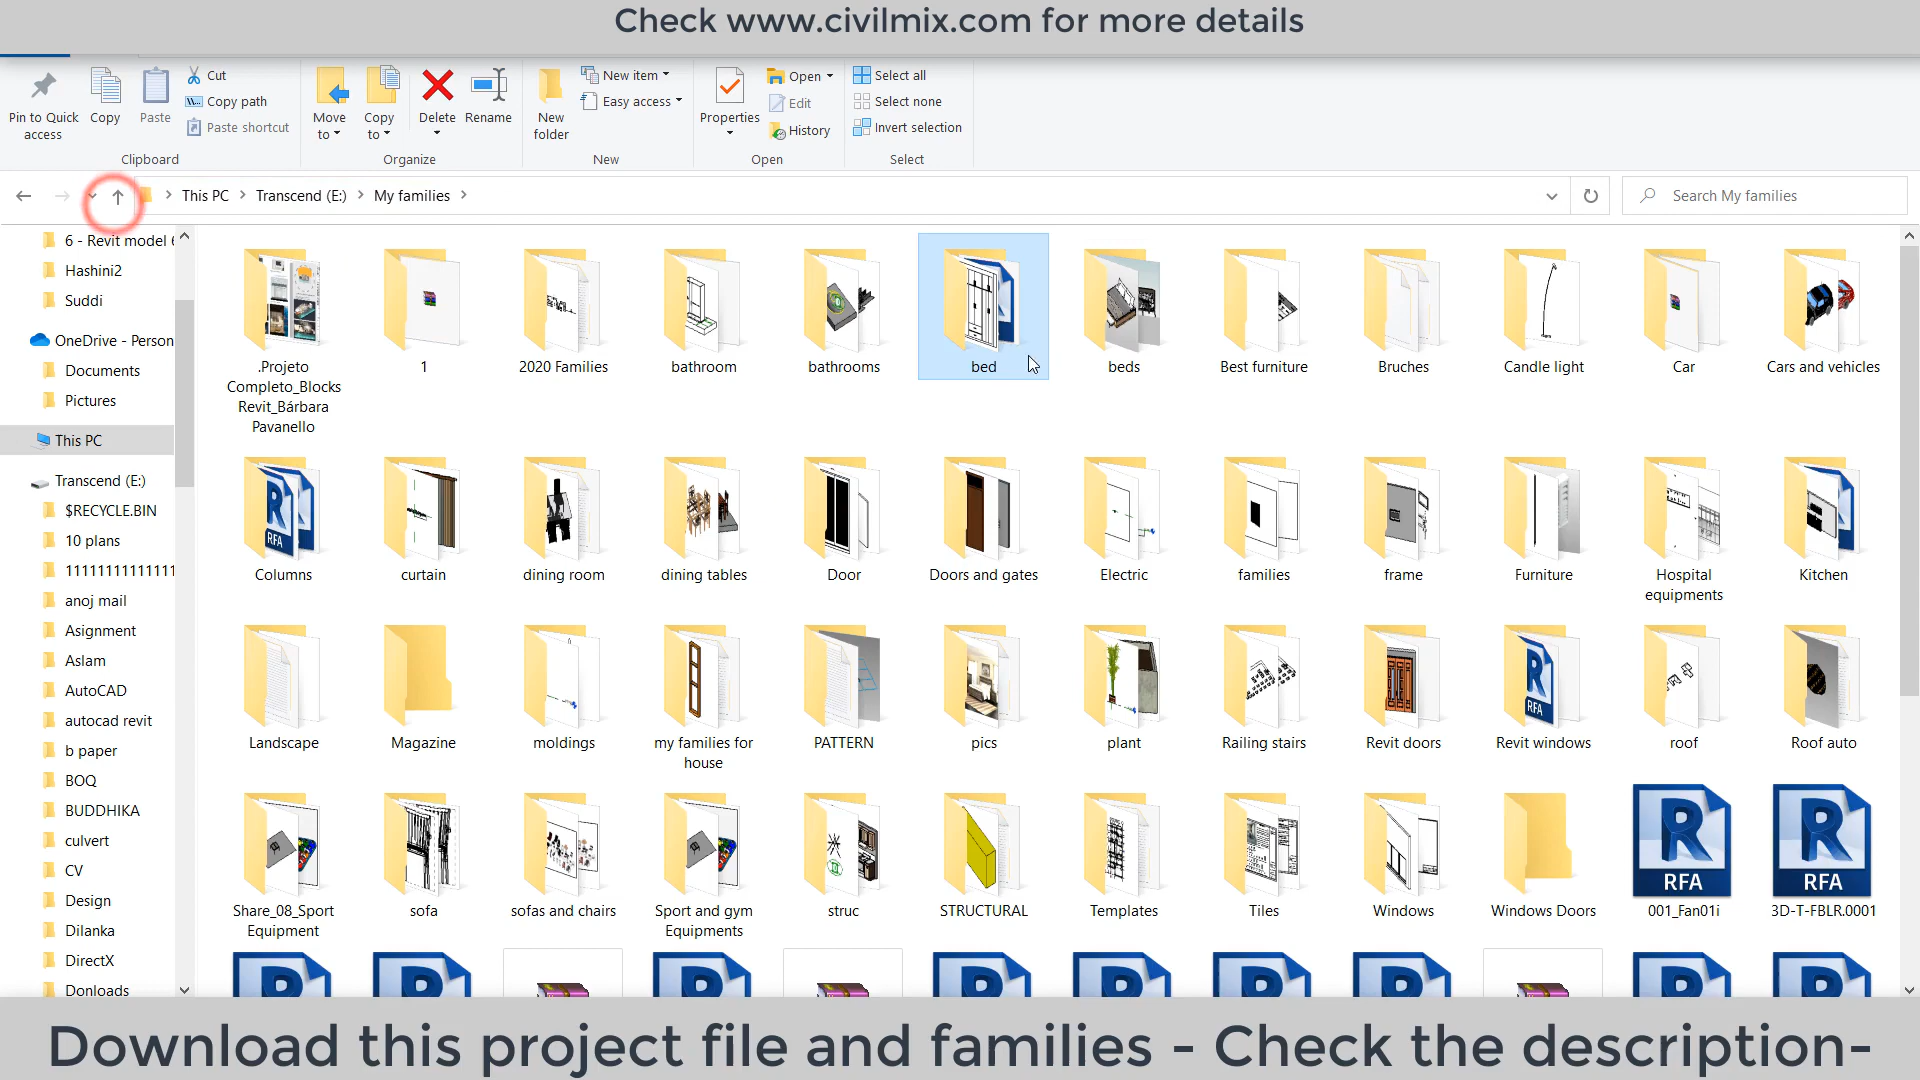 Check www.civilmix.com for more details
Pin to Quick access
Copy
Paste
Cut
Copy path
Paste shortcut
Clipboard
Move to
Copy to
Delete
Rename
Organize
New folder
New item
Easy access
New
Properties
Open
Edit
History
Open
Select all
Select none
Invert selection
Select
This PC
Transcend (E:)
My families
Search My families
6 - Revit model
Hashini2
Suddi
OneDrive - Person
Documents
Pictures
This PC
Transcend (E:)
$RECYCLE.BIN
10 plans
anoj mail
Asignment
Aslam
AutoCAD
autocad revit
b paper
BOQ
BUDDHIKA
culvert
CV
Design
Dilanka
DirectX
Donloads
.Projeto
Completo_Blocks
Revit_Bárbara
Pavanello
1
2020 Families
bathroom
bathrooms
bed
beds
Best furniture
Bruches
Candle light
Car
Cars and vehicles
RFA
Columns
curtain
dining room
dining tables
Door
Doors and gates
Electric
families
frame
Furniture
Hospital
equipments
Kitchen
Landscape
Magazine
moldings
my families for
house
PATTERN
pics
plant
Railing stairs
Revit doors
RFA
Revit windows
roof
Roof auto
Share_08_Sport
Equipment
sofa
sofas and chairs
Sport and gym
Equipments
struc
STRUCTURAL
Templates
Tiles
Windows
Windows Doors
R
RFA
001_Fan01i
R
RFA
3D-T-FBLR.0001
Download this project file and families - Check the description-